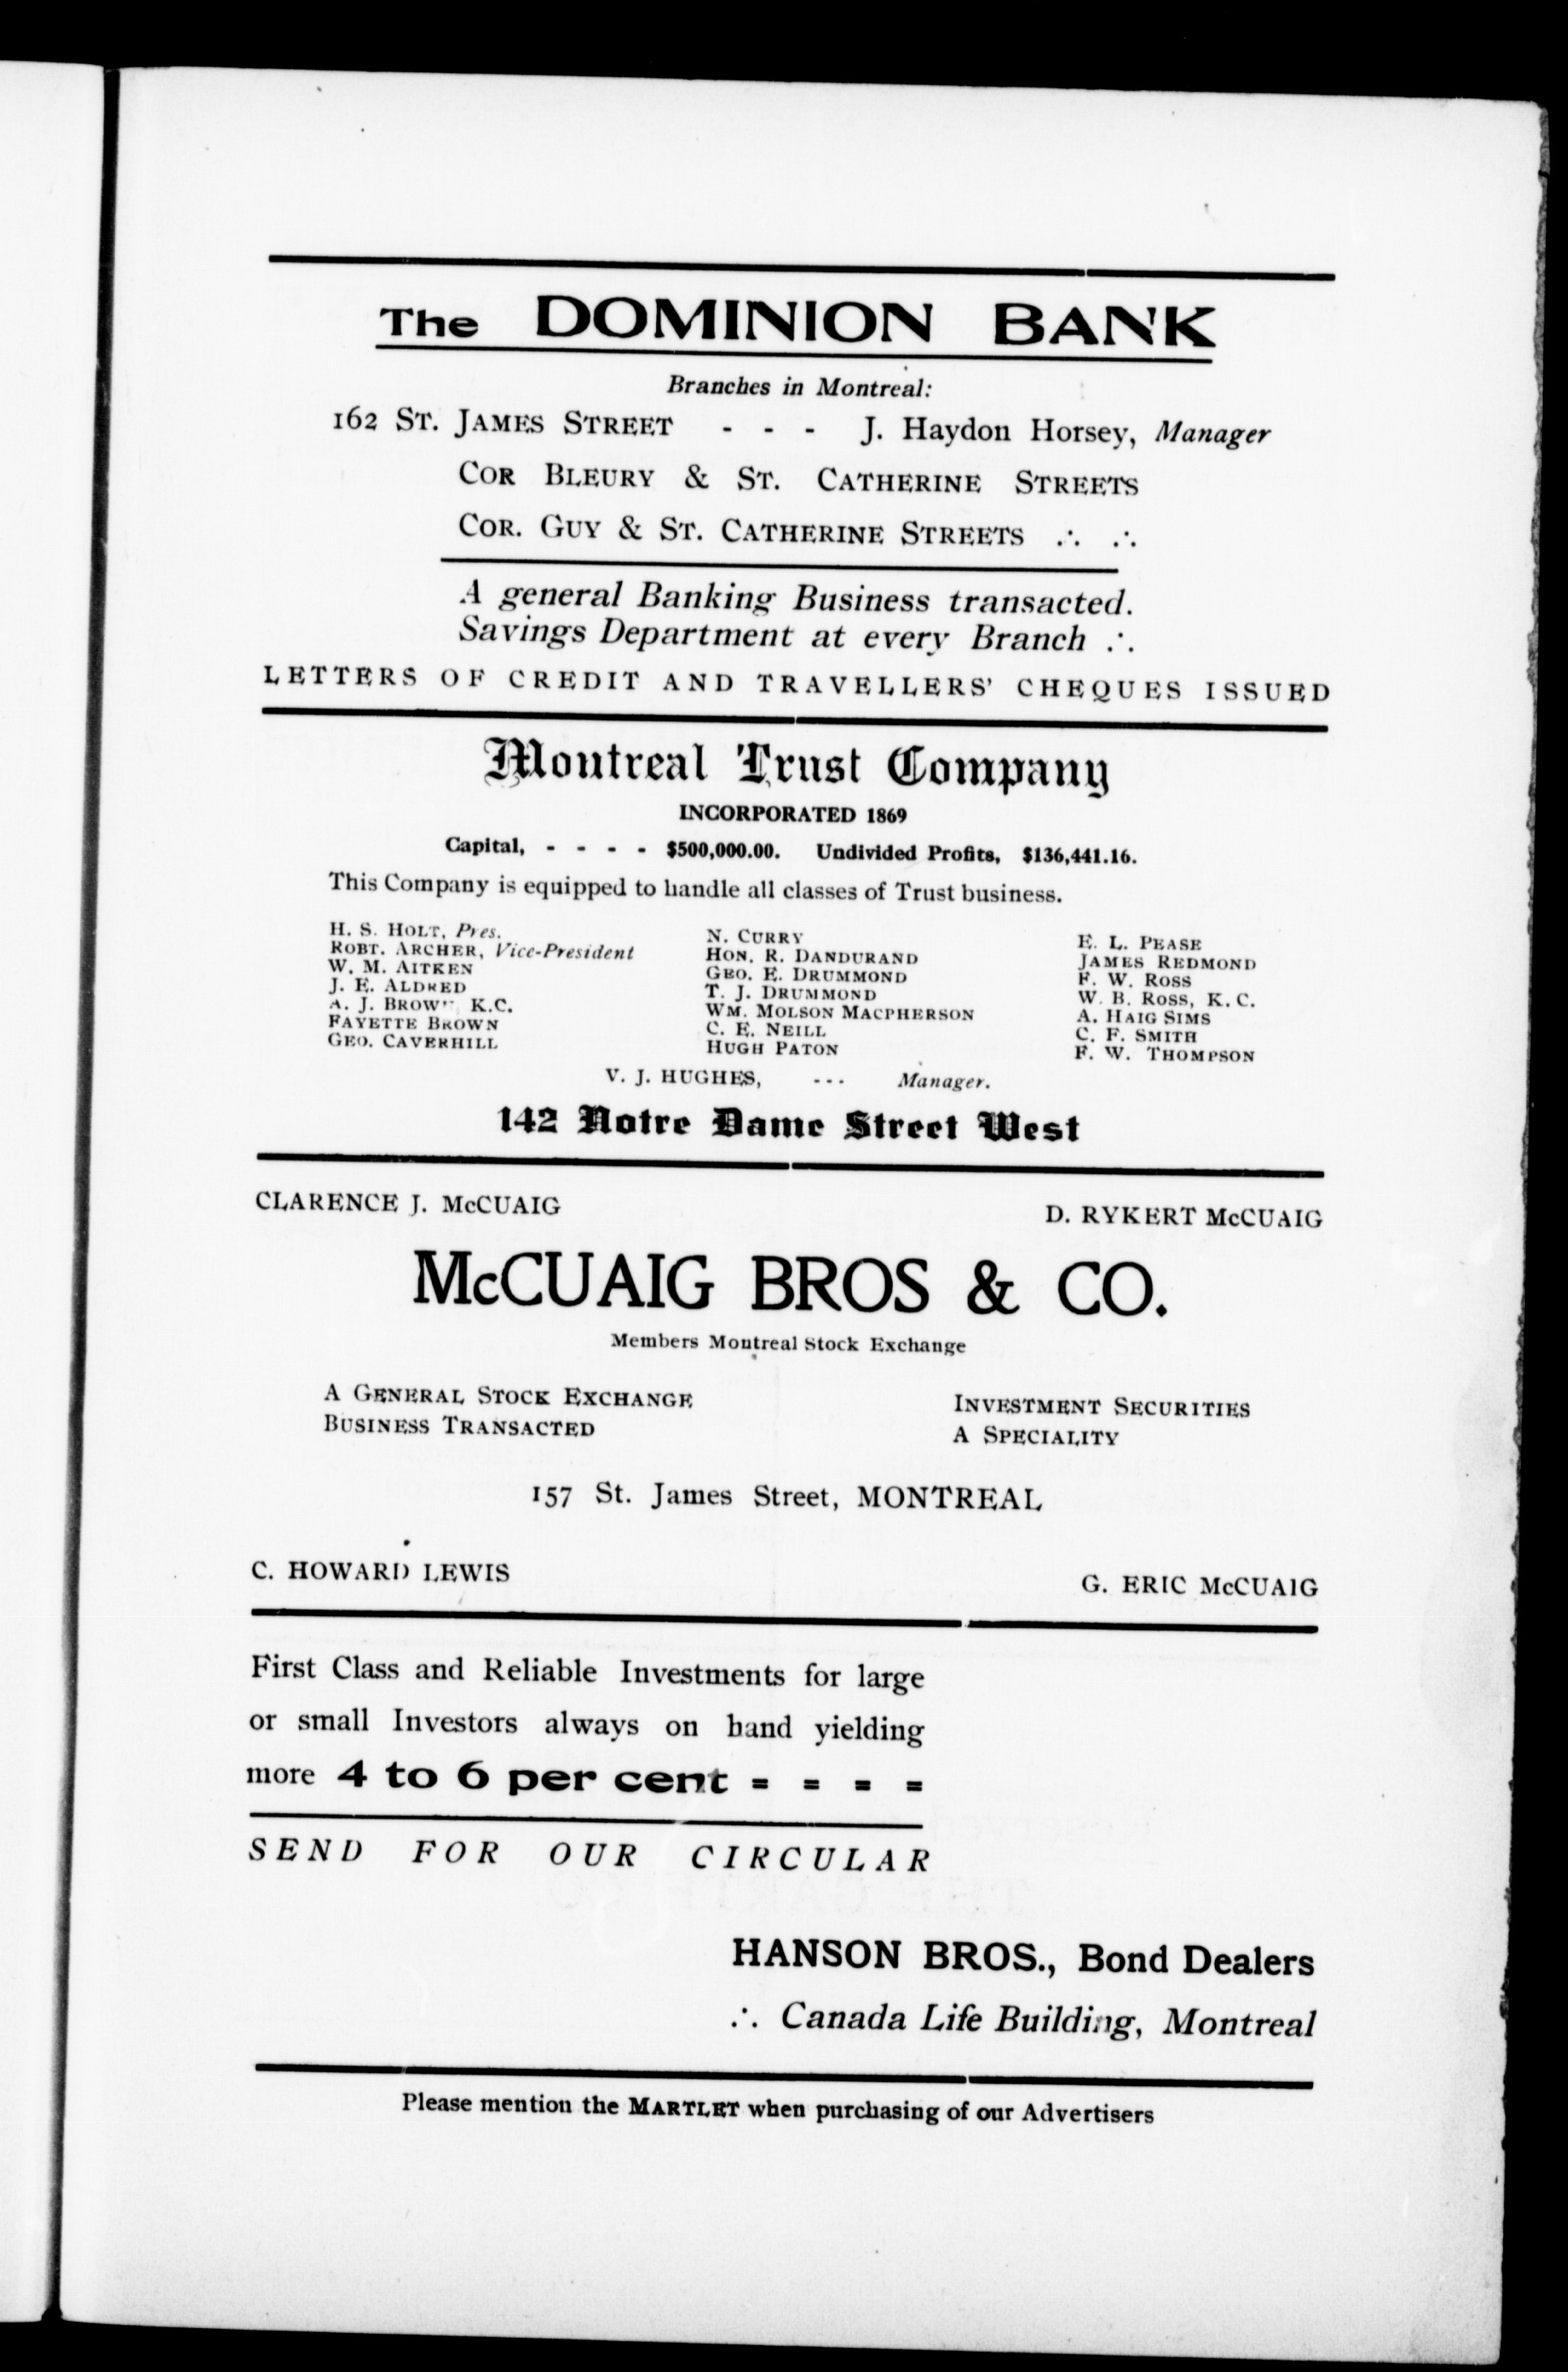 The DOMINION BANK
Branches in Montreal:
162 ST. JAMES STREET - - - J. Haydon Horsey, Manager
COR BLEURY & ST. CATHERINE STREETS
COR. GUY & ST. CATHERINE STREETS ∴ ∴
A general Banking Business transacted.
Savings Department at every Branch ∴
LETTERS OF CREDIT AND TRAVELLERS' CHEQUES ISSUED
Montreal Trust Company
INCORPORATED 1869
Capital, - - - - $500,000.00. Undivided Profits, $136,441.16.
This Company is equipped to handle all classes of Trust business.
H. S. HOLT, Pres.
ROBT. ARCHER, Vice-President
W. M. AITKEN
J. E. ALDRED
A. J. BROWN, K.C.
FAYETTE BROWN
GEO. CAVERHILL
N. CURRY
HON. R. DANDURAND
GEO. E. DRUMMOND
T. J. DRUMMOND
WM. MOLSON MACPHERSON
C. E. NEILL
HUGH PATON
E. L. PEASE
JAMES REDMOND
F. W. ROSS
W. B. ROSS, K. C.
A. HAIG SIMS
C. F. SMITH
F. W. THOMPSON
V. J. HUGHES, --- Manager.
142 Notre Dame Street West
CLARENCE J. McCUAIG D. RYKERT McCUAIG
McCUAIG BROS & CO.
Members Montreal Stock Exchange
A GENERAL STOCK EXCHANGE
BUSINESS TRANSACTED
INVESTMENT SECURITIES
A SPECIALITY
157 St. James Street, MONTREAL
C. HOWARD LEWIS G. ERIC McCUAIG
First Class and Reliable Investments for large
or small Investors always on hand yielding
more 4 to 6 per cent = = = =
SEND FOR OUR CIRCULAR
HANSON BROS., Bond Dealers
∴ Canada Life Building, Montreal
Please mention the MARTLET when purchasing of our Advertisers